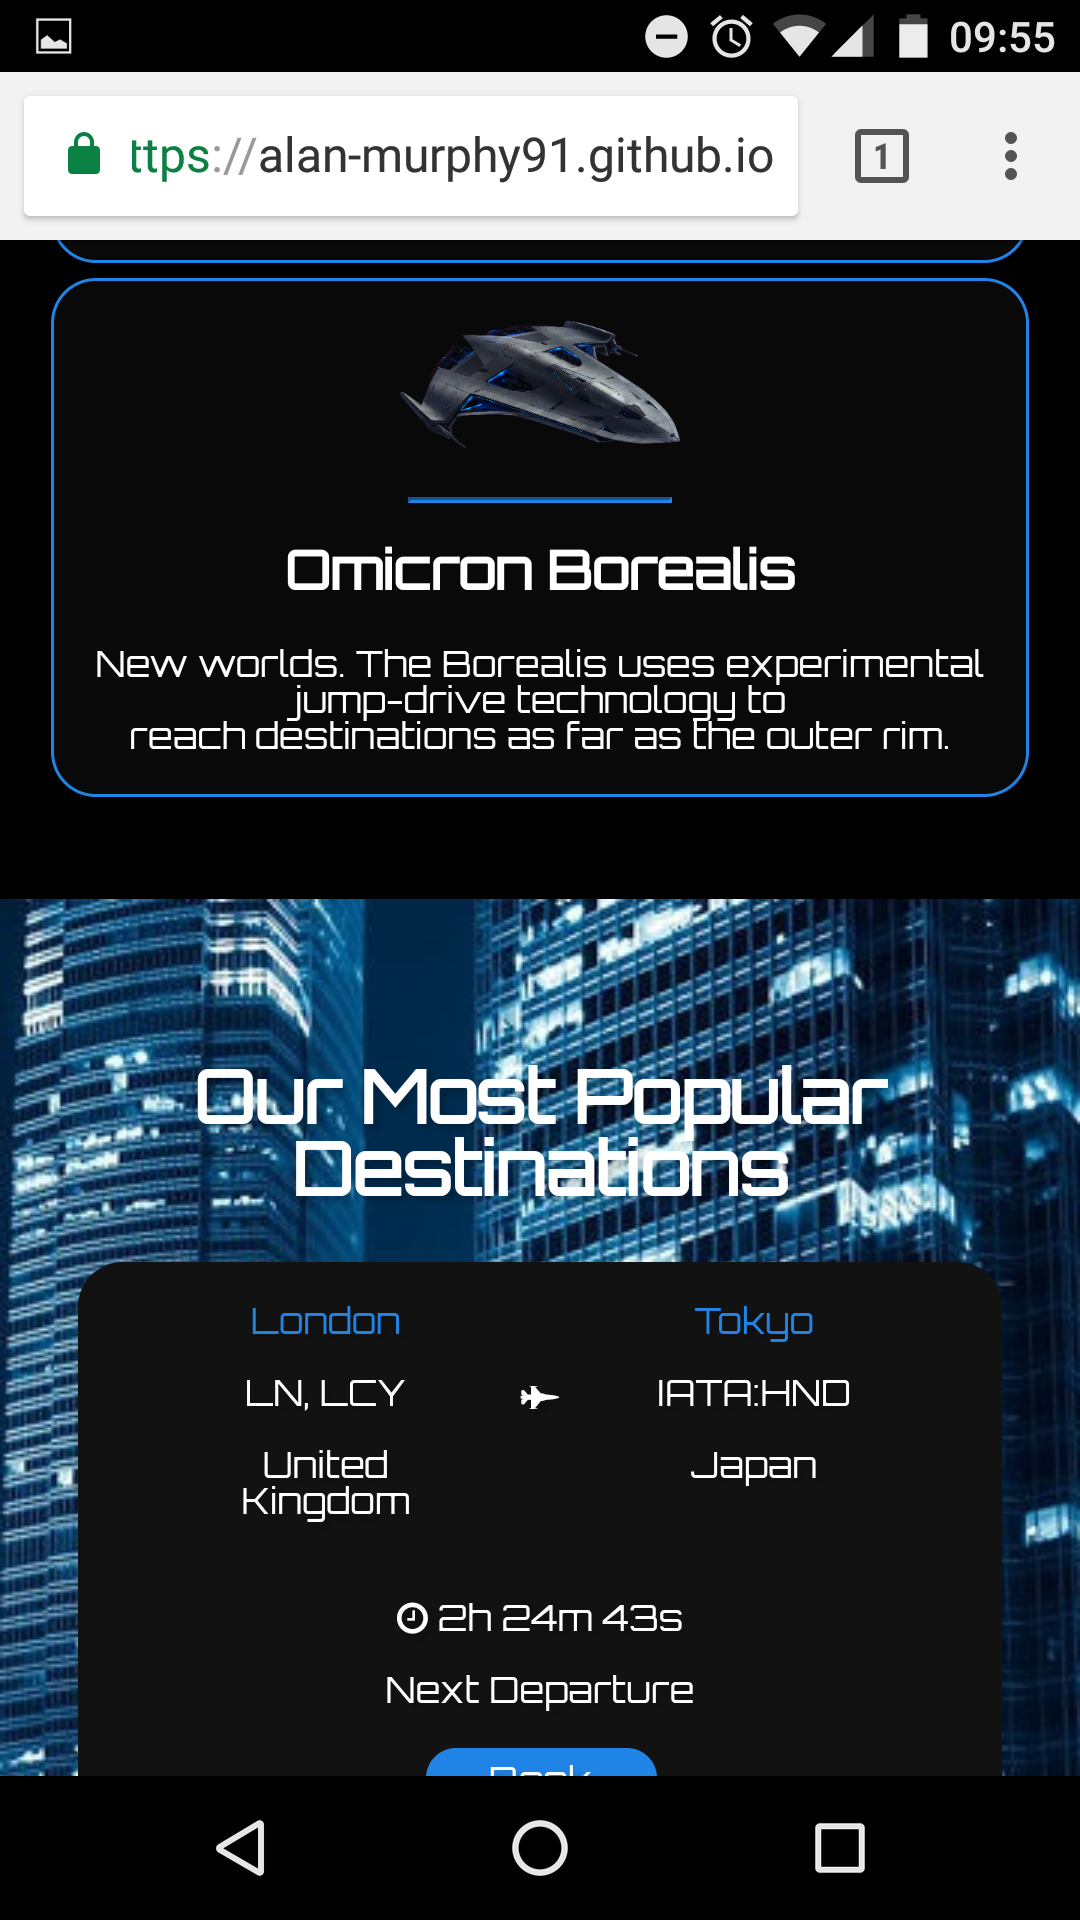 09:55
ttps://alan-murphy91.github.io
1
Omicron Borealis
New worlds. The Borealis uses experimental
jump-drive technology to
reach destinations as far as the outer rim.
Our Most Popular
Destinations
London
Tokyo
LN, LCY
IATA:HND
United
Kingdom
Japan
2h 24m 43s
Next Departure
Book